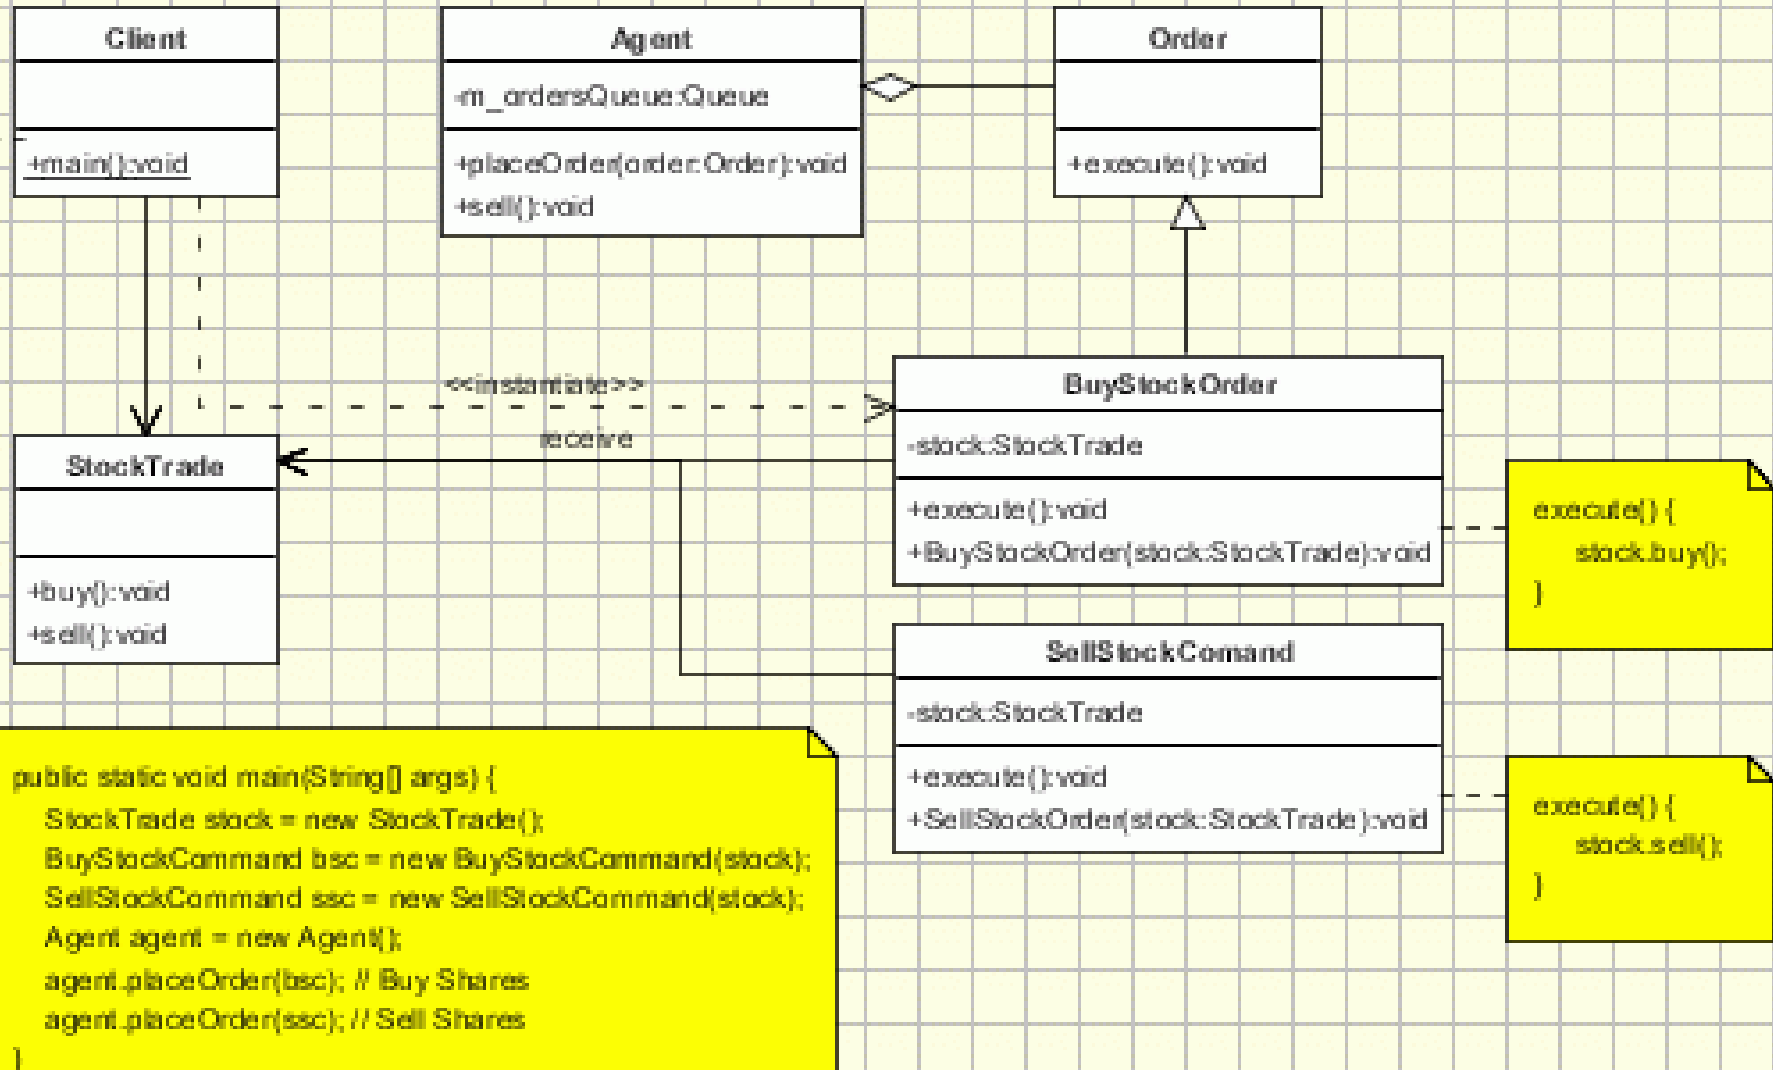 Client
+main():void
Agent
-m_ordersQueue:Queue
+placeOrder(order:Order):void
+sell():void
Order
+execute():void
<<instantiate>>
receive
StockTrade
+buy():void
+sell():void
BuyStockOrder
-stock:StockTrade
+execute():void
+BuyStockOrder(stock:StockTrade):void
execute() {
stock.buy();
}
SellStockComand
-stock:StockTrade
+execute():void
+SellStockOrder(stock:StockTrade):void
execute() {
stock.sell();
}
public static void main(String[] args) {
StockTrade stock = new StockTrade();
BuyStockCommand bsc = new BuyStockCommand(stock);
SellStockCommand ssc = new SellStockCommand(stock);
Agent agent = new Agent();
agent.placeOrder(bsc); // Buy Shares
agent.placeOrder(ssc); // Sell Shares
}